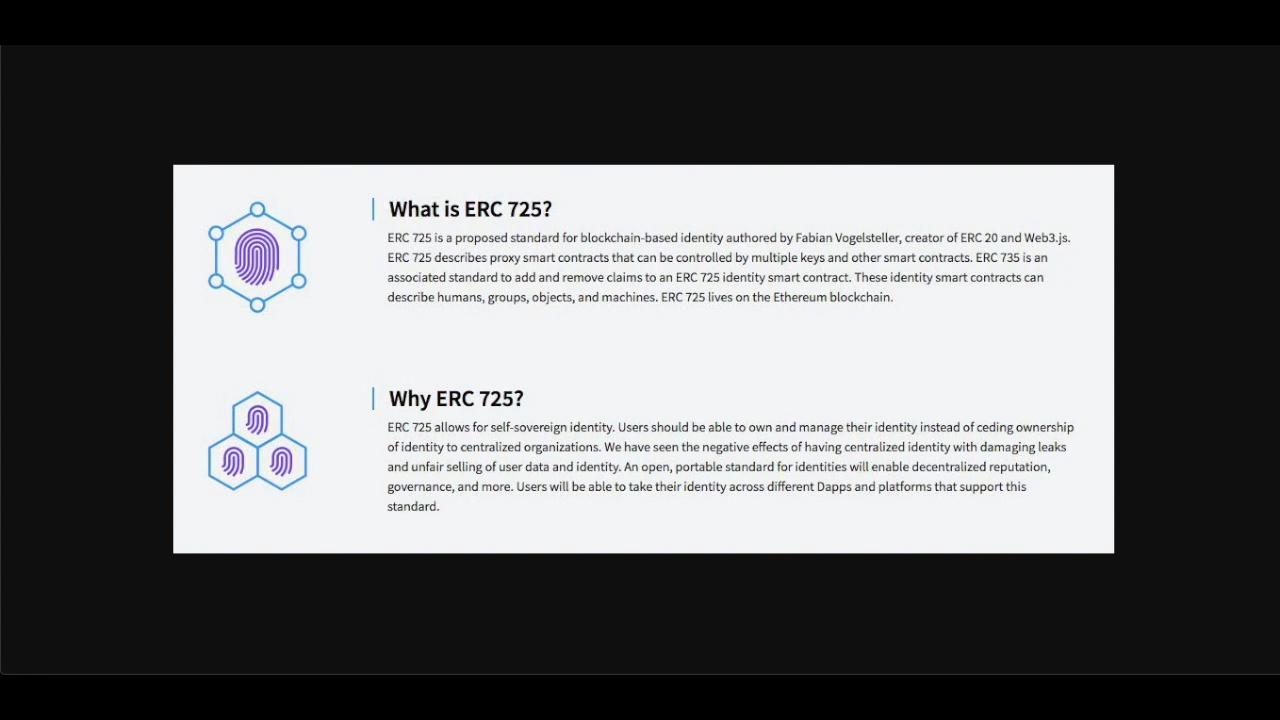 What is ERC 725?
ERC 725 is a proposed standard for blockchain-based identity authored by Fabian Vogelsteller, creator of ERC 20 and Web3.js.
ERC 725 describes proxy smart contracts that can be controlled by multiple keys and other smart contracts. ERC 735 is an
associated standard to add and remove claims to an ERC 725 identity smart contract. These identity smart contracts can
describe humans, groups, objects, and machines. ERC 725 lives on the Ethereum blockchain.
Why ERC 725?
ERC 725 allows for self-sovereign identity. Users should be able to own and manage their identity instead of ceding ownership
of identity to centralized organizations. We have seen the negative effects of having centralized identity with damaging leaks
and unfair selling of user data and identity. An open, portable standard for identities will enable decentralized reputation,
governance, and more. Users will be able to take their identity across different Dapps and platforms that support this
standard.